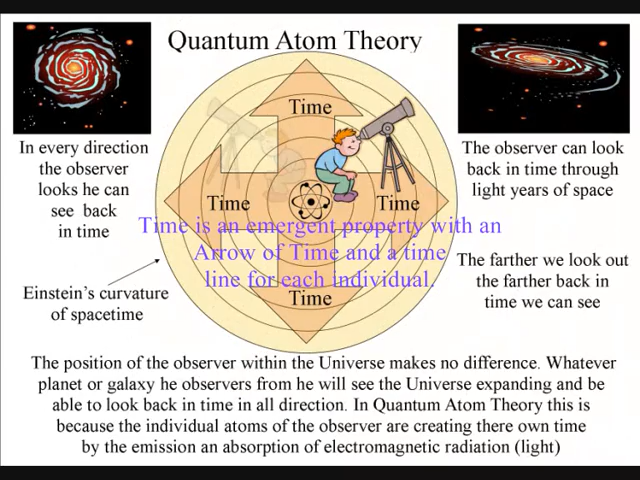 Quantum Atom Theory
In every direction
the observer
looks he can
see back
in time
The observer can look
back in time through
light years of space
Time
Time
Time
Time is an emergent property with an
Arrow of Time and a time
line for each individual.
Time
Einstein's curvature
of spacetime
The farther we look out
the farther back in
time we can see
The position of the observer within the Universe makes no difference. Whatever
planet or galaxy he observers from he will see the Universe expanding and be
able to look back in time in all direction. In Quantum Atom Theory this is
because the individual atoms of the observer are creating there own time
by the emission an absorption of electromagnetic radiation (light)